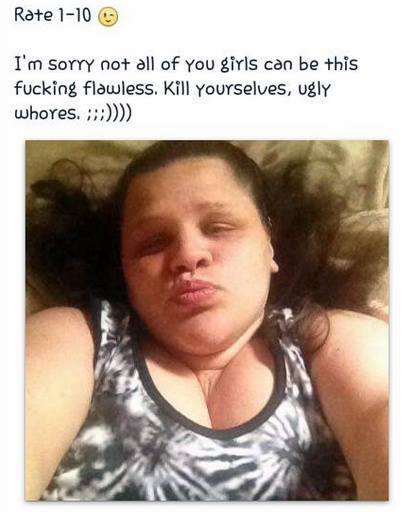 Rate 1-10 😉
I'm sorry not all of you girls can be this
fucking flawless. Kill yourselves, ugly
whores. ;;;))))